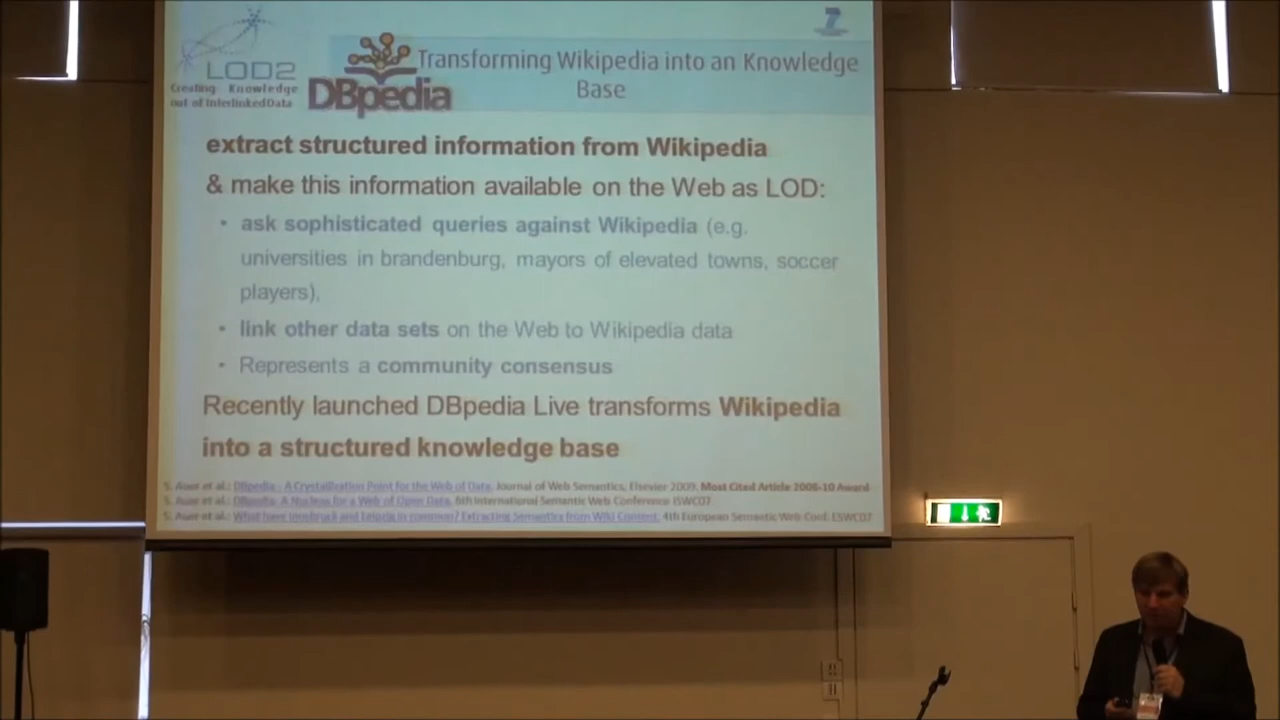 LOD2
Creating Knowledge
out of Interlinked Data
DBpedia
Transforming Wikipedia into an Knowledge
Base
extract structured information from Wikipedia
& make this information available on the Web as LOD:
• ask sophisticated queries against Wikipedia (e.g.
universities in brandenburg, mayors of elevated towns, soccer
players),
• link other data sets on the Web to Wikipedia data
• Represents a community consensus
Recently launched DBpedia Live transforms Wikipedia
into a structured knowledge base
S. Auer et al.: DBpedia - A Crystallization Point for the Web of Data. Journal of Web Semantics, Elsevier 2009. Most Cited Article 2008-10 Award
S. Auer et al.: DBpedia: A Nucleus for a Web of Open Data. 6th International Semantic Web Conference ISWC07
S. Auer et al.: What have Innsbruck and Leipzig in common? Extracting Semantics from Wiki Content. 4th European Semantic Web Conf. ESWC07